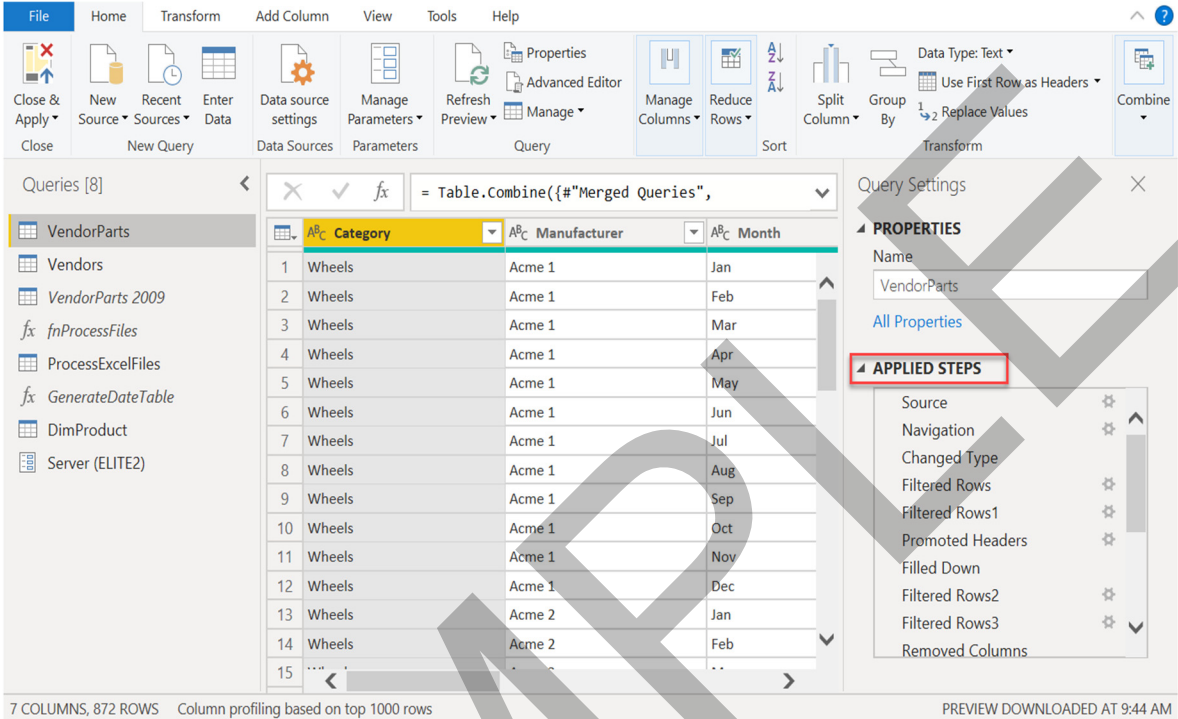 File Home Transform Add Column View Tools Help
Close & Apply
Close
New Source
Recent Sources
Enter Data
New Query
Data source settings
Data Sources
Manage Parameters
Parameters
Refresh Preview
Properties
Advanced Editor
Manage
Query
Manage Columns
Reduce Rows
Sort
Split Column
Group By
Data Type: Text
Use First Row as Headers
Replace Values
Transform
Combine
Queries [8]
VendorParts
Vendors
VendorParts 2009
fx fnProcessFiles
ProcessExcelFiles
fx GenerateDateTable
DimProduct
Server (ELITE2)
fx = Table.Combine({#"Merged Queries",
ABC Category ABC Manufacturer ABC Month
1 Wheels Acme 1 Jan
2 Wheels Acme 1 Feb
3 Wheels Acme 1 Mar
4 Wheels Acme 1 Apr
5 Wheels Acme 1 May
6 Wheels Acme 1 Jun
7 Wheels Acme 1 Jul
8 Wheels Acme 1 Aug
9 Wheels Acme 1 Sep
10 Wheels Acme 1 Oct
11 Wheels Acme 1 Nov
12 Wheels Acme 1 Dec
13 Wheels Acme 2 Jan
14 Wheels Acme 2 Feb
15
Query Settings
PROPERTIES
Name
VendorParts
All Properties
APPLIED STEPS
Source
Navigation
Changed Type
Filtered Rows
Filtered Rows1
Promoted Headers
Filled Down
Filtered Rows2
Filtered Rows3
Removed Columns
7 COLUMNS, 872 ROWS Column profiling based on top 1000 rows
PREVIEW DOWNLOADED AT 9:44 AM